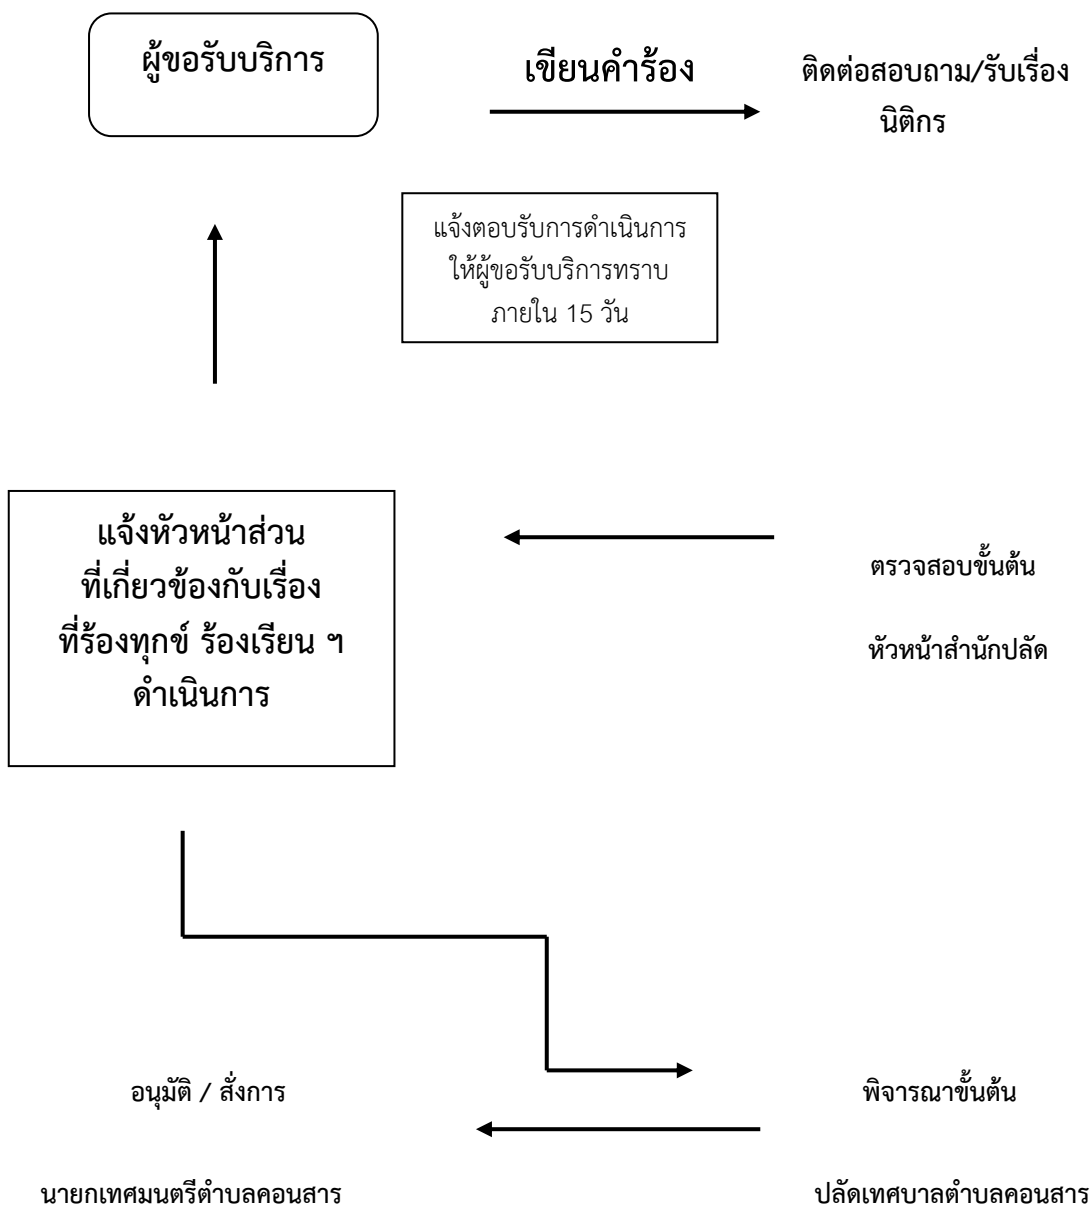 ผู้ขอรับบริการ
เขียนคำร้อง
ติดต่อสอบถาม/รับเรื่อง
นิติกร
แจ้งตอบรับการดำเนินการ
ให้ผู้ขอรับบริการทราบ
ภายใน 15 วัน
แจ้งหัวหน้าส่วน
ที่เกี่ยวข้องกับเรื่อง
ที่ร้องทุกข์ ร้องเรียน ฯ
ดำเนินการ
ตรวจสอบขั้นต้น
หัวหน้าสำนักปลัด
อนุมัติ / สั่งการ
นายกเทศมนตรีตำบลคอนสาร
พิจารณาขั้นต้น
ปลัดเทศบาลตำบลคอนสาร